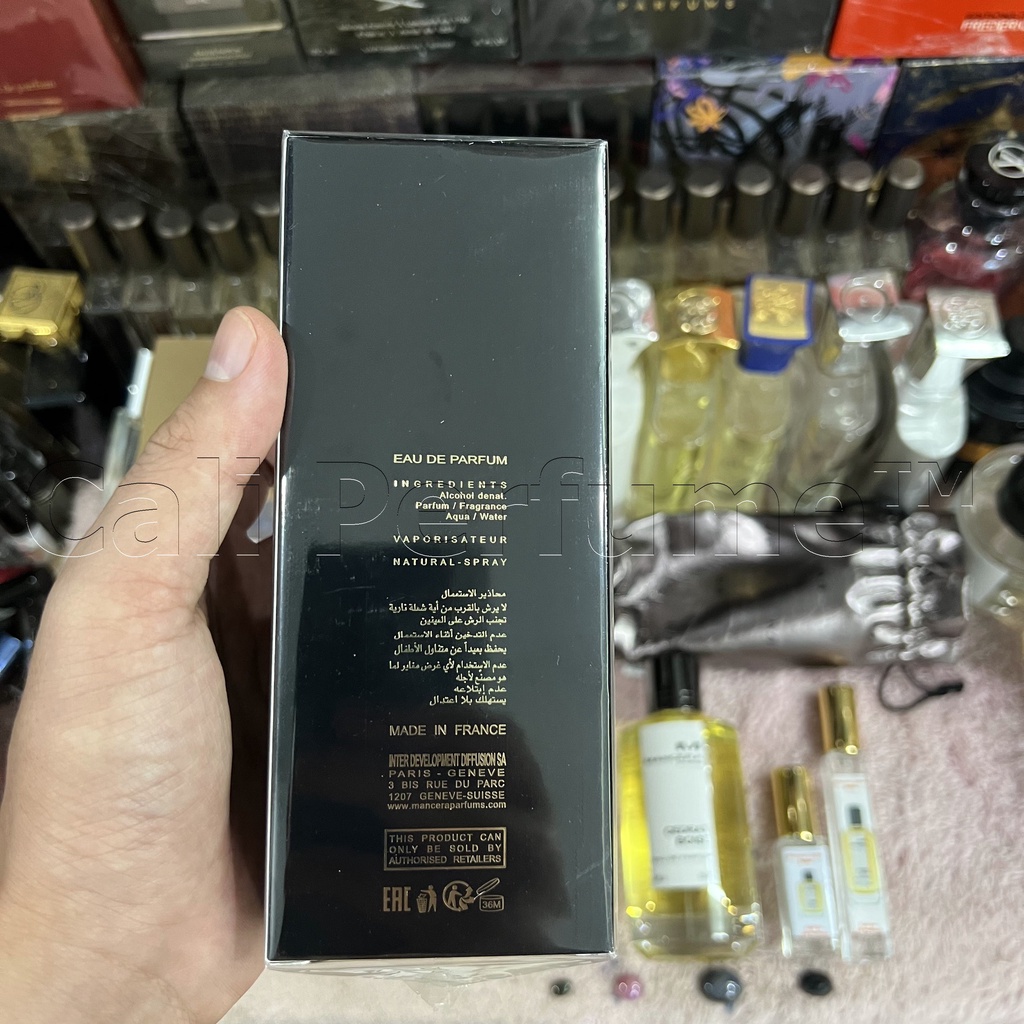 PARFUMS
EAU DE PARFUM
INGREDIENTS
Alcohol denat.
Parfum / Fragrance
Aqua / Water
Cali Perfume™
VAPORISATEUR
NATURAL-SPRAY
محاذير الاستعمال
لا يرش بالقرب من أية شعلة نارية
تجنب الرش على العينين
عدم التدخين أثناء الاستعمال
يحفظ بعيداً عن متناول الأطفال
عدم الإستخدام لأي غرض مغاير لما
هو مصنّع لأجله
عدم إبتلاعه
يستهلك بلا اعتدال
MADE IN FRANCE
INTER DEVELOPMENT DIFFUSION SA
PARIS - GENEVE
3 BIS RUE DU PARC
1207 GENEVE-SUISSE
www.manceraparfums.com
THIS PRODUCT CAN
ONLY BE SOLD BY
AUTHORISED RETAILERS
EAC
36M